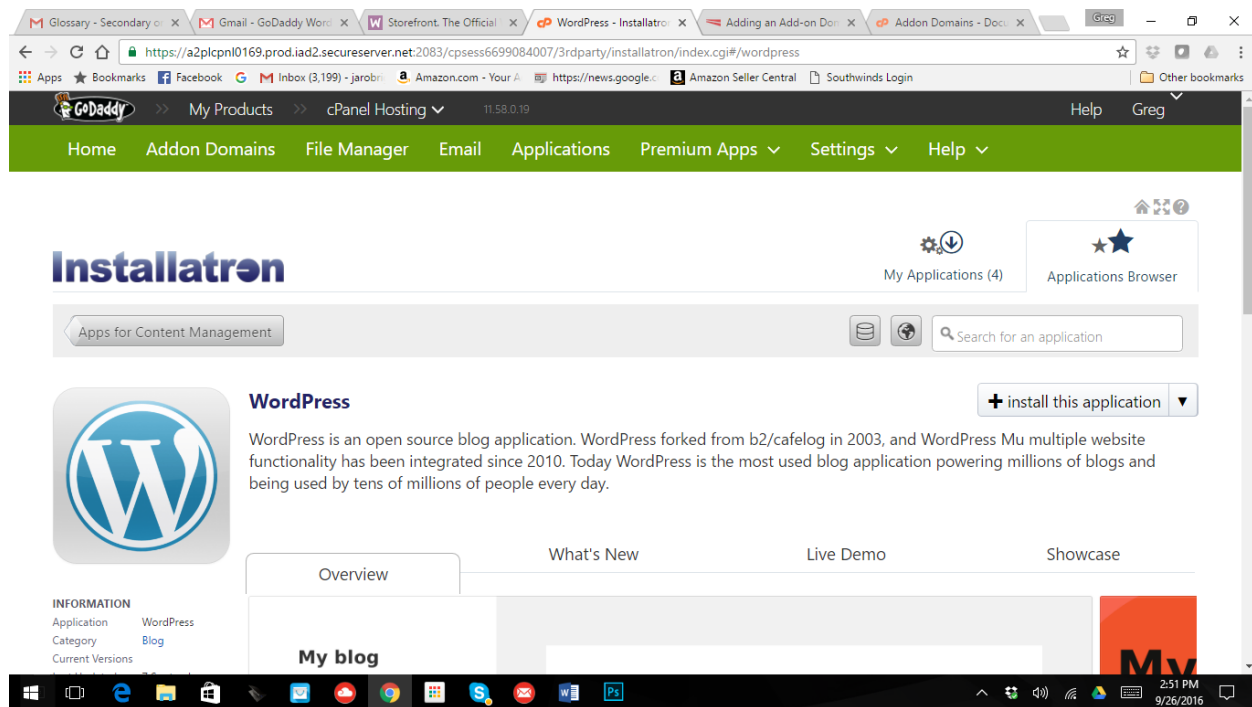 Glossary - Secondary or
Gmail - GoDaddy Word
Storefront. The Official
WordPress - Installatron
Adding an Add-on Dom
Addon Domains - Docu
Greg
https://a2plcpnl0169.prod.iad2.secureserver.net:2083/cpsess6699084007/3rdparty/installatron/index.cgi#/wordpress
Apps Bookmarks Facebook Inbox (3,199) - jarobri Amazon.com - Your A https://news.google.c Amazon Seller Central Southwinds Login Other bookmarks
GoDaddy >> My Products >> cPanel Hosting 11.58.0.19 Help Greg
Home Addon Domains File Manager Email Applications Premium Apps Settings Help
Installatron
My Applications (4) Applications Browser
Apps for Content Management
Search for an application
WordPress
+ install this application
WordPress is an open source blog application. WordPress forked from b2/cafelog in 2003, and WordPress Mu multiple website
functionality has been integrated since 2010. Today WordPress is the most used blog application powering millions of blogs and
being used by tens of millions of people every day.
Overview What's New Live Demo Showcase
INFORMATION
Application WordPress
Category Blog
Current Versions
My blog
My
2:51 PM
9/26/2016